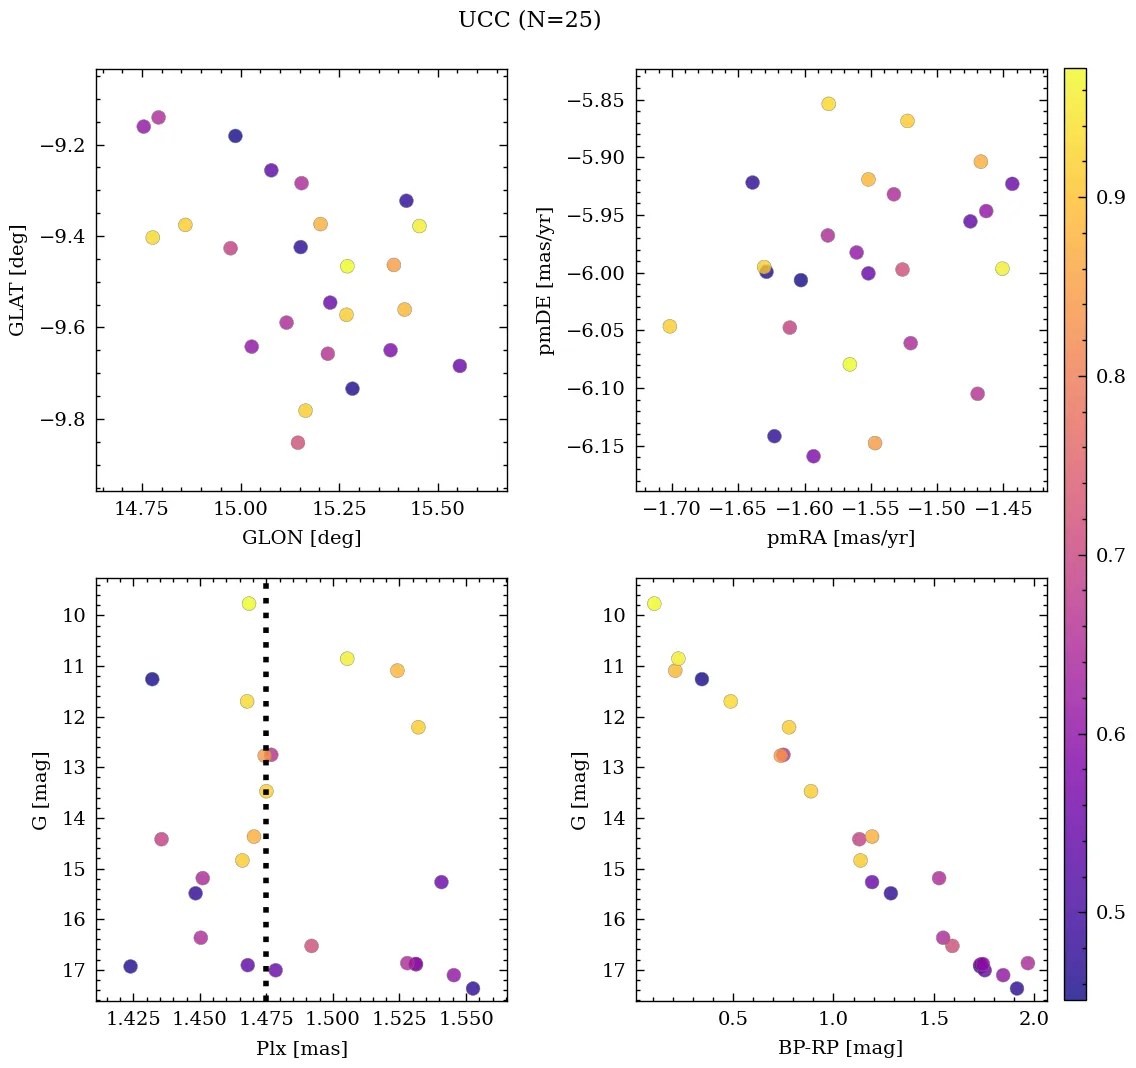 UCC (N=25)
−9.2
−9.4
−9.6
−9.8
GLAT [deg]
14.75 15.00 15.25 15.50
GLON [deg]
−5.85
−5.90
−5.95
−6.00
−6.05
−6.10
−6.15
pmDE [mas/yr]
−1.70 −1.65 −1.60 −1.55 −1.50 −1.45
pmRA [mas/yr]
10
11
12
13
14
15
16
17
G [mag]
1.425 1.450 1.475 1.500 1.525 1.550
Plx [mas]
10
11
12
13
14
15
16
17
G [mag]
0.5 1.0 1.5 2.0
BP-RP [mag]
0.9
0.8
0.7
0.6
0.5